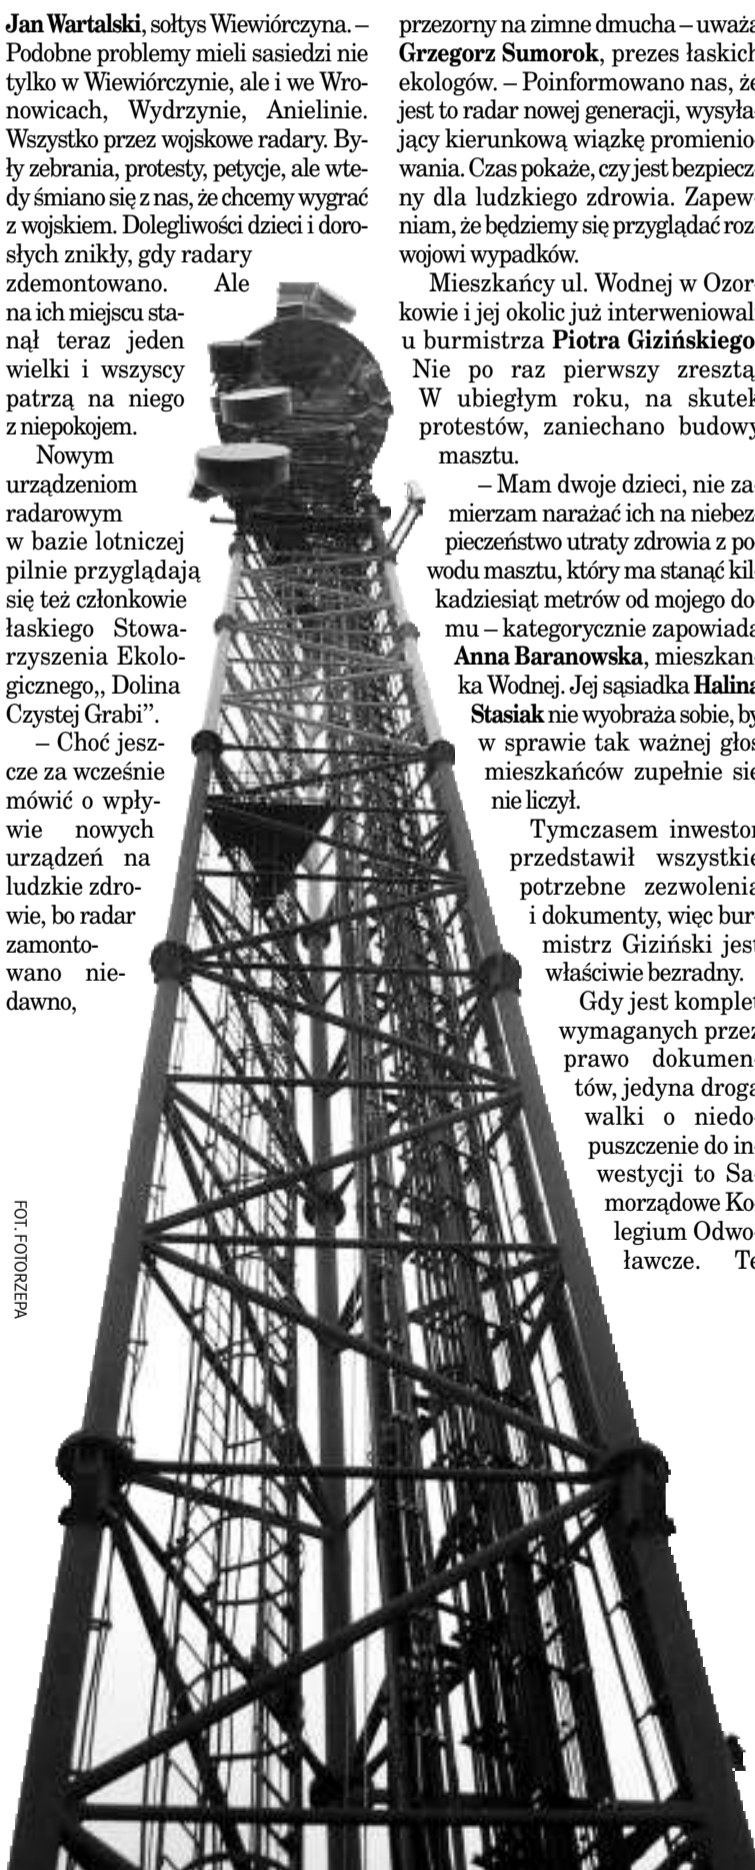 Jan Wartalski, sołtys Wiewiórczyna. –
Podobne problemy mieli sasiedzi nie
tylko w Wiewiórczynie, ale i we Wro-
nowicach, Wydrzynie, Anielinie.
Wszystko przez wojskowe radary. By-
ły zebrania, protesty, petycje, ale wte-
dy śmiano się z nas, że chcemy wygrać
z wojskiem. Dolegliwości dzieci i doro-
słych znikły, gdy radary
zdemontowano. Ale
na ich miejscu sta-
nął teraz jeden
wielki i wszyscy
patrzą na niego
z niepokojem.
Nowym
urządzeniom
radarowym
w bazie lotniczej
pilnie przyglądają
się też członkowie
łaskiego Stowa-
rzyszenia Ekolo-
gicznego„ Dolina
Czystej Grabi”.
– Choć jesz-
cze za wcześnie
mówić o wpły-
wie nowych
urządzeń na
ludzkie zdro-
wie, bo radar
zamonto-
wano nie-
dawno,
przezorny na zimne dmucha – uważa
Grzegorz Sumorok, prezes łaskich
ekologów. – Poinformowano nas, że
jest to radar nowej generacji, wysyła-
jący kierunkową wiązkę promienio-
wania. Czas pokaże, czy jest bezpiecz-
ny dla ludzkiego zdrowia. Zapew-
niam, że będziemy się przyglądać roz-
wojowi wypadków.
Mieszkańcy ul. Wodnej w Ozor-
kowie i jej okolic już interweniowal
u burmistrza Piotra Gizińskiego
Nie po raz pierwszy zresztą
W ubiegłym roku, na skutek
protestów, zaniechano budowy
masztu.
– Mam dwoje dzieci, nie za-
mierzam narażać ich na niebez-
pieczeństwo utraty zdrowia z po-
wodu masztu, który ma stanąć kil-
kadziesiąt metrów od mojego do-
mu – kategorycznie zapowiada
Anna Baranowska, mieszkan-
ka Wodnej. Jej sąsiadka Halina
Stasiak nie wyobraża sobie, by
w sprawie tak ważnej głos
mieszkańców zupełnie się
nie liczył.
Tymczasem inwestor
przedstawił wszystkie
potrzebne zezwolenia
i dokumenty, więc bur-
mistrz Giziński jest
właściwie bezradny.
Gdy jest komplet
wymaganych przez
prawo dokumen-
tów, jedyna droga
walki o niedo-
puszczenie do in-
westycji to Sa-
morządowe Ko-
legium Odwo-
ławcze. Te
FOT. FOTORZEPA